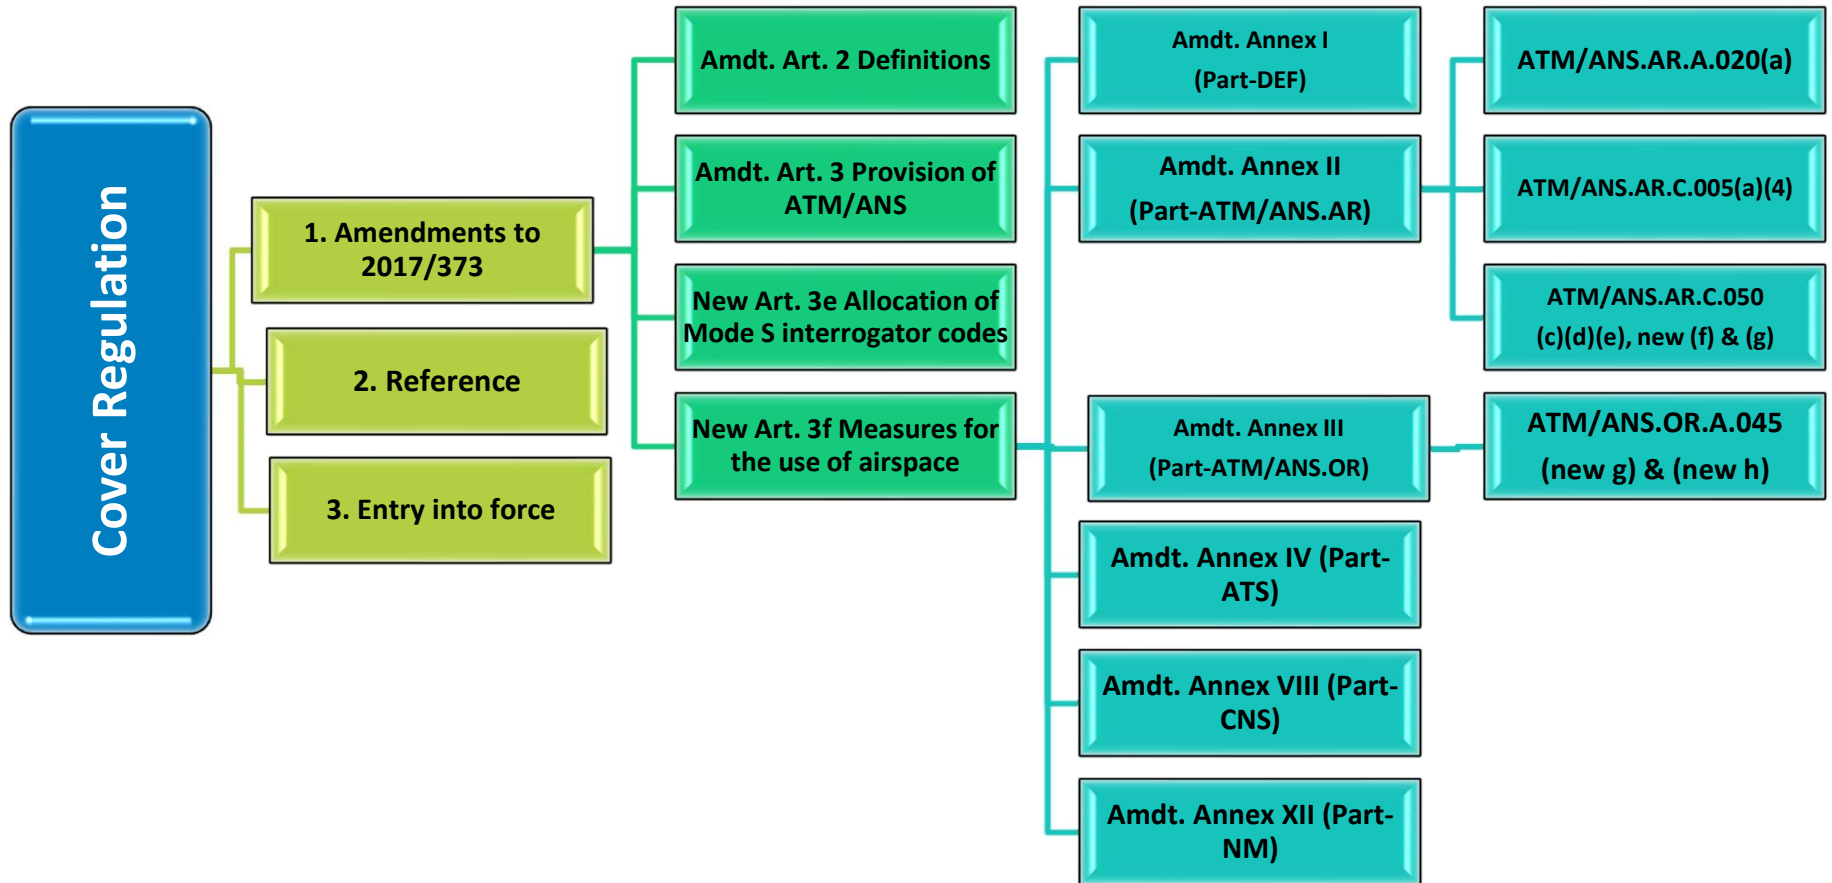 Cover Regulation
1. Amendments to
2017/373
2. Reference
3. Entry into force
Amdt. Art. 2 Definitions
Amdt. Art. 3 Provision of
ATM/ANS
New Art. 3e Allocation of
Mode S interrogator codes
New Art. 3f Measures for
the use of airspace
Amdt. Annex I
(Part-DEF)
Amdt. Annex II
(Part-ATM/ANS.AR)
Amdt. Annex III
(Part-ATM/ANS.OR)
Amdt. Annex IV (Part-
ATS)
Amdt. Annex VIII (Part-
CNS)
Amdt. Annex XII (Part-
NM)
ATM/ANS.AR.A.020(a)
ATM/ANS.AR.C.005(a)(4)
ATM/ANS.AR.C.050
(c)(d)(e), new (f) & (g)
ATM/ANS.OR.A.045
(new g) & (new h)